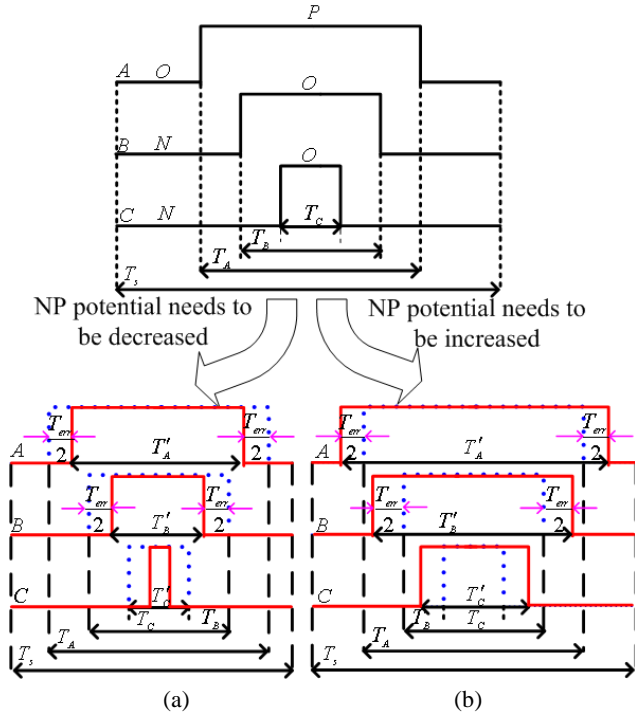 P
A O
O
B N
O
C N T_C
T_B
T_A
T_s
NP potential needs to be decreased
NP potential needs to be increased
T_err/2 T_err/2
A T'_A
T_err/2 T_err/2
B T'_B
C T'_C
T_C T_B
T_A
T_s
(a)
T_err/2 T_err/2
A T'_A
T_err/2 T_err/2
B T'_B
C T'_C
T_B T_C
T_A
T_s
(b)